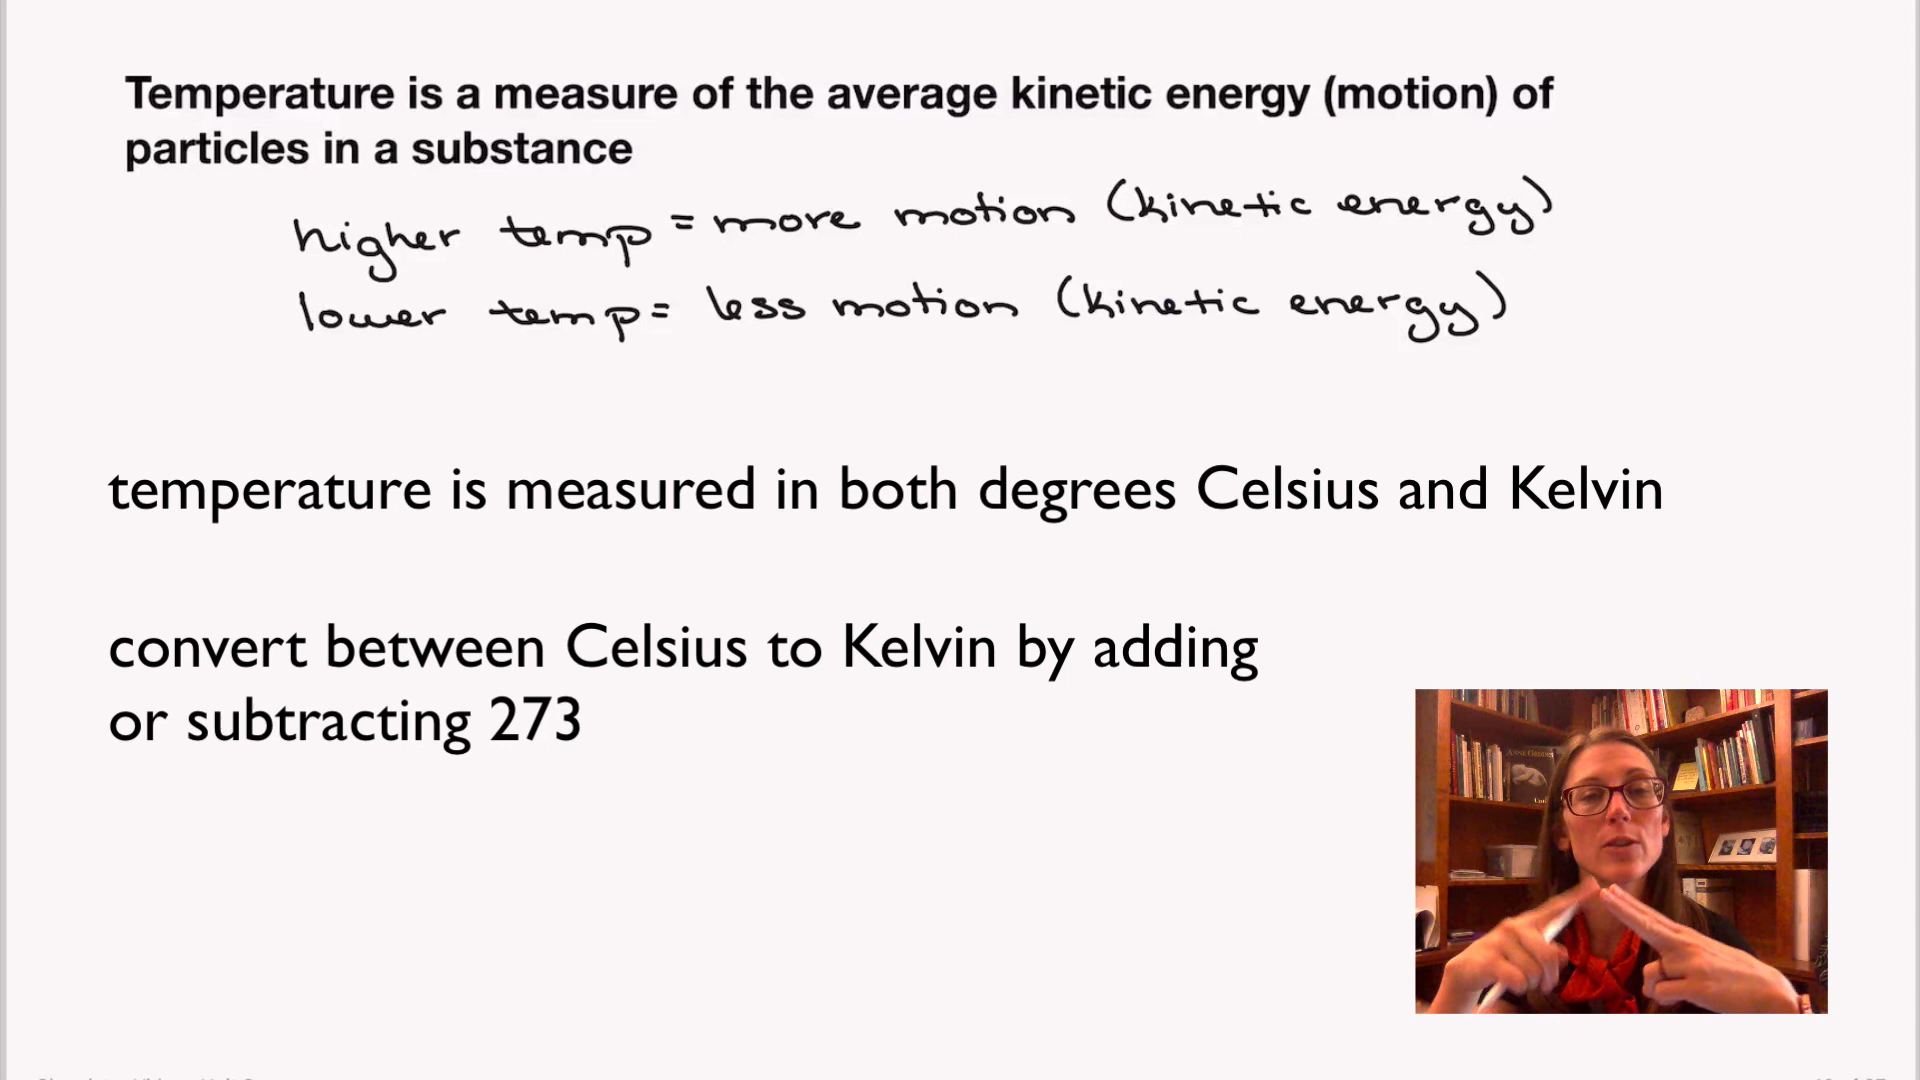 Temperature is a measure of the average kinetic energy (motion) of
particles in a substance
higher temp = more motion (kinetic energy)
lower temp = less motion (kinetic energy)
temperature is measured in both degrees Celsius and Kelvin
convert between Celsius to Kelvin by adding
or subtracting 273